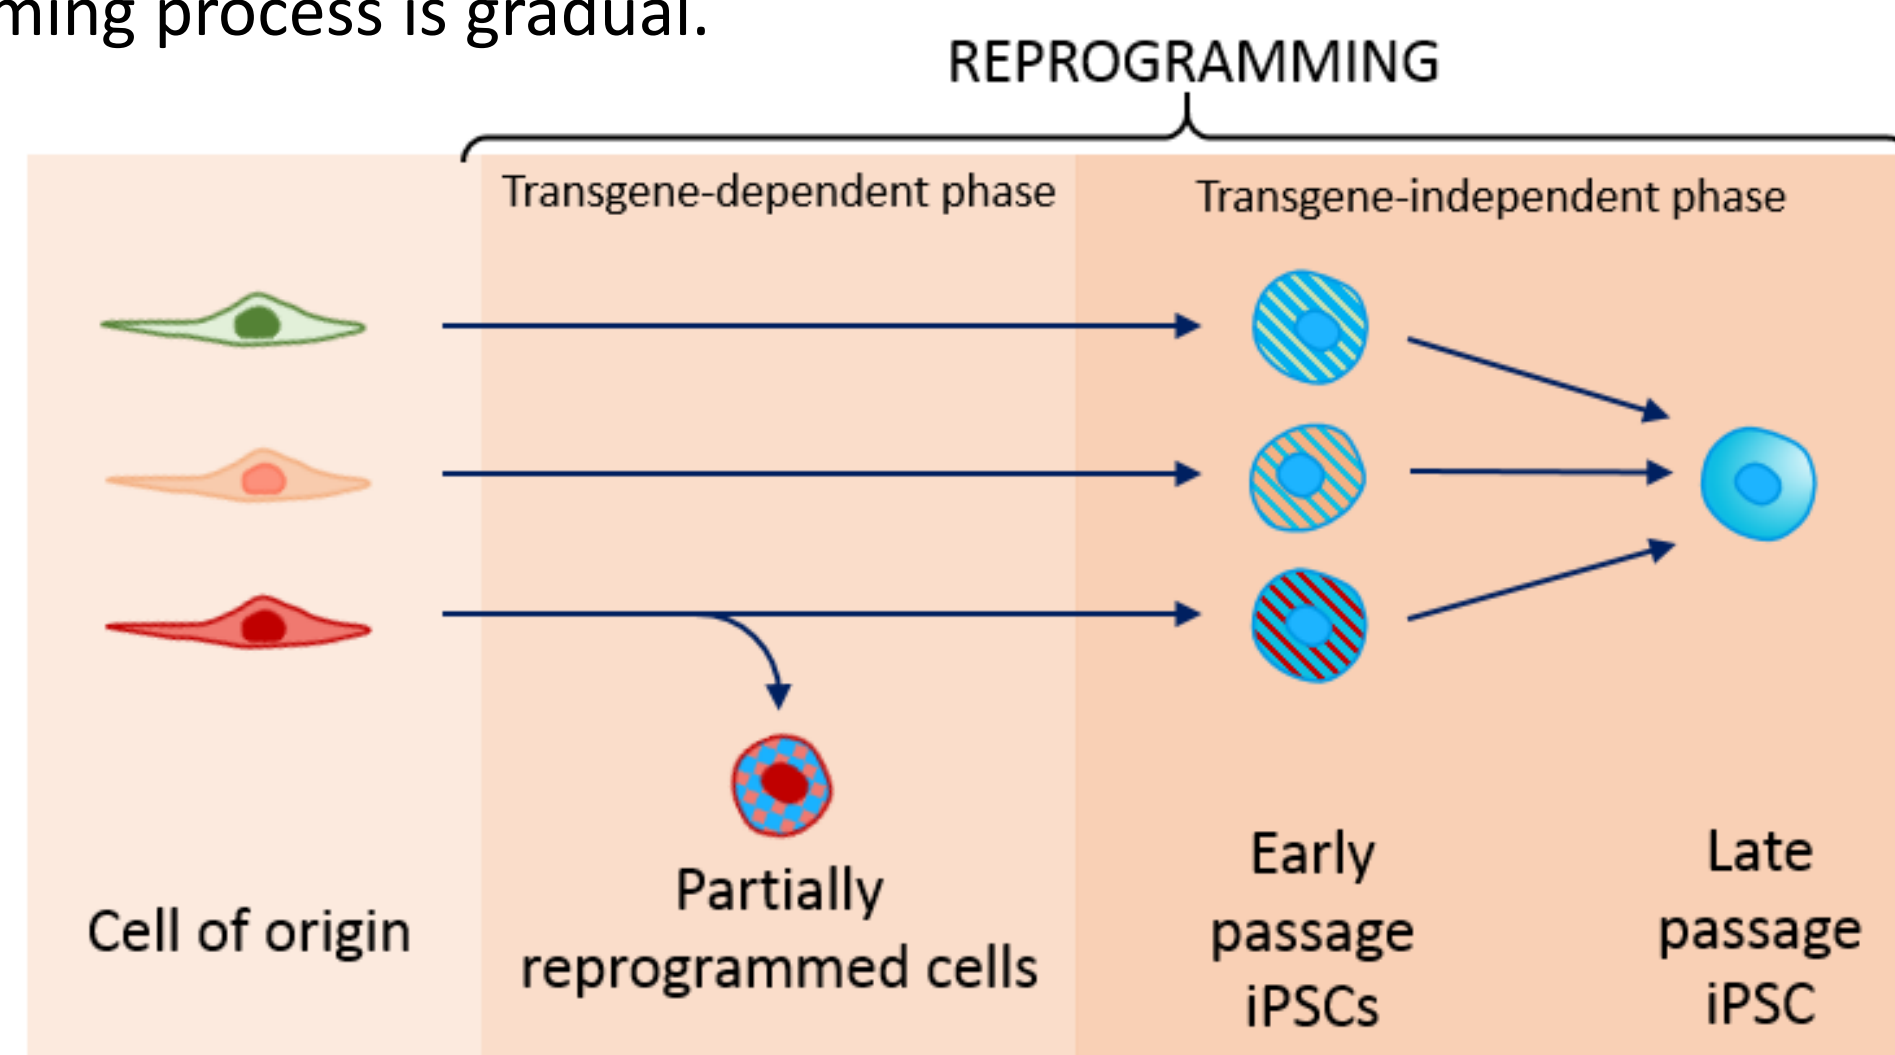 ming process is gradual.
REPROGRAMMING
Transgene-dependent phase
Transgene-independent phase
Cell of origin
Partially
reprogrammed cells
Early
passage
iPSCs
Late
passage
iPSC